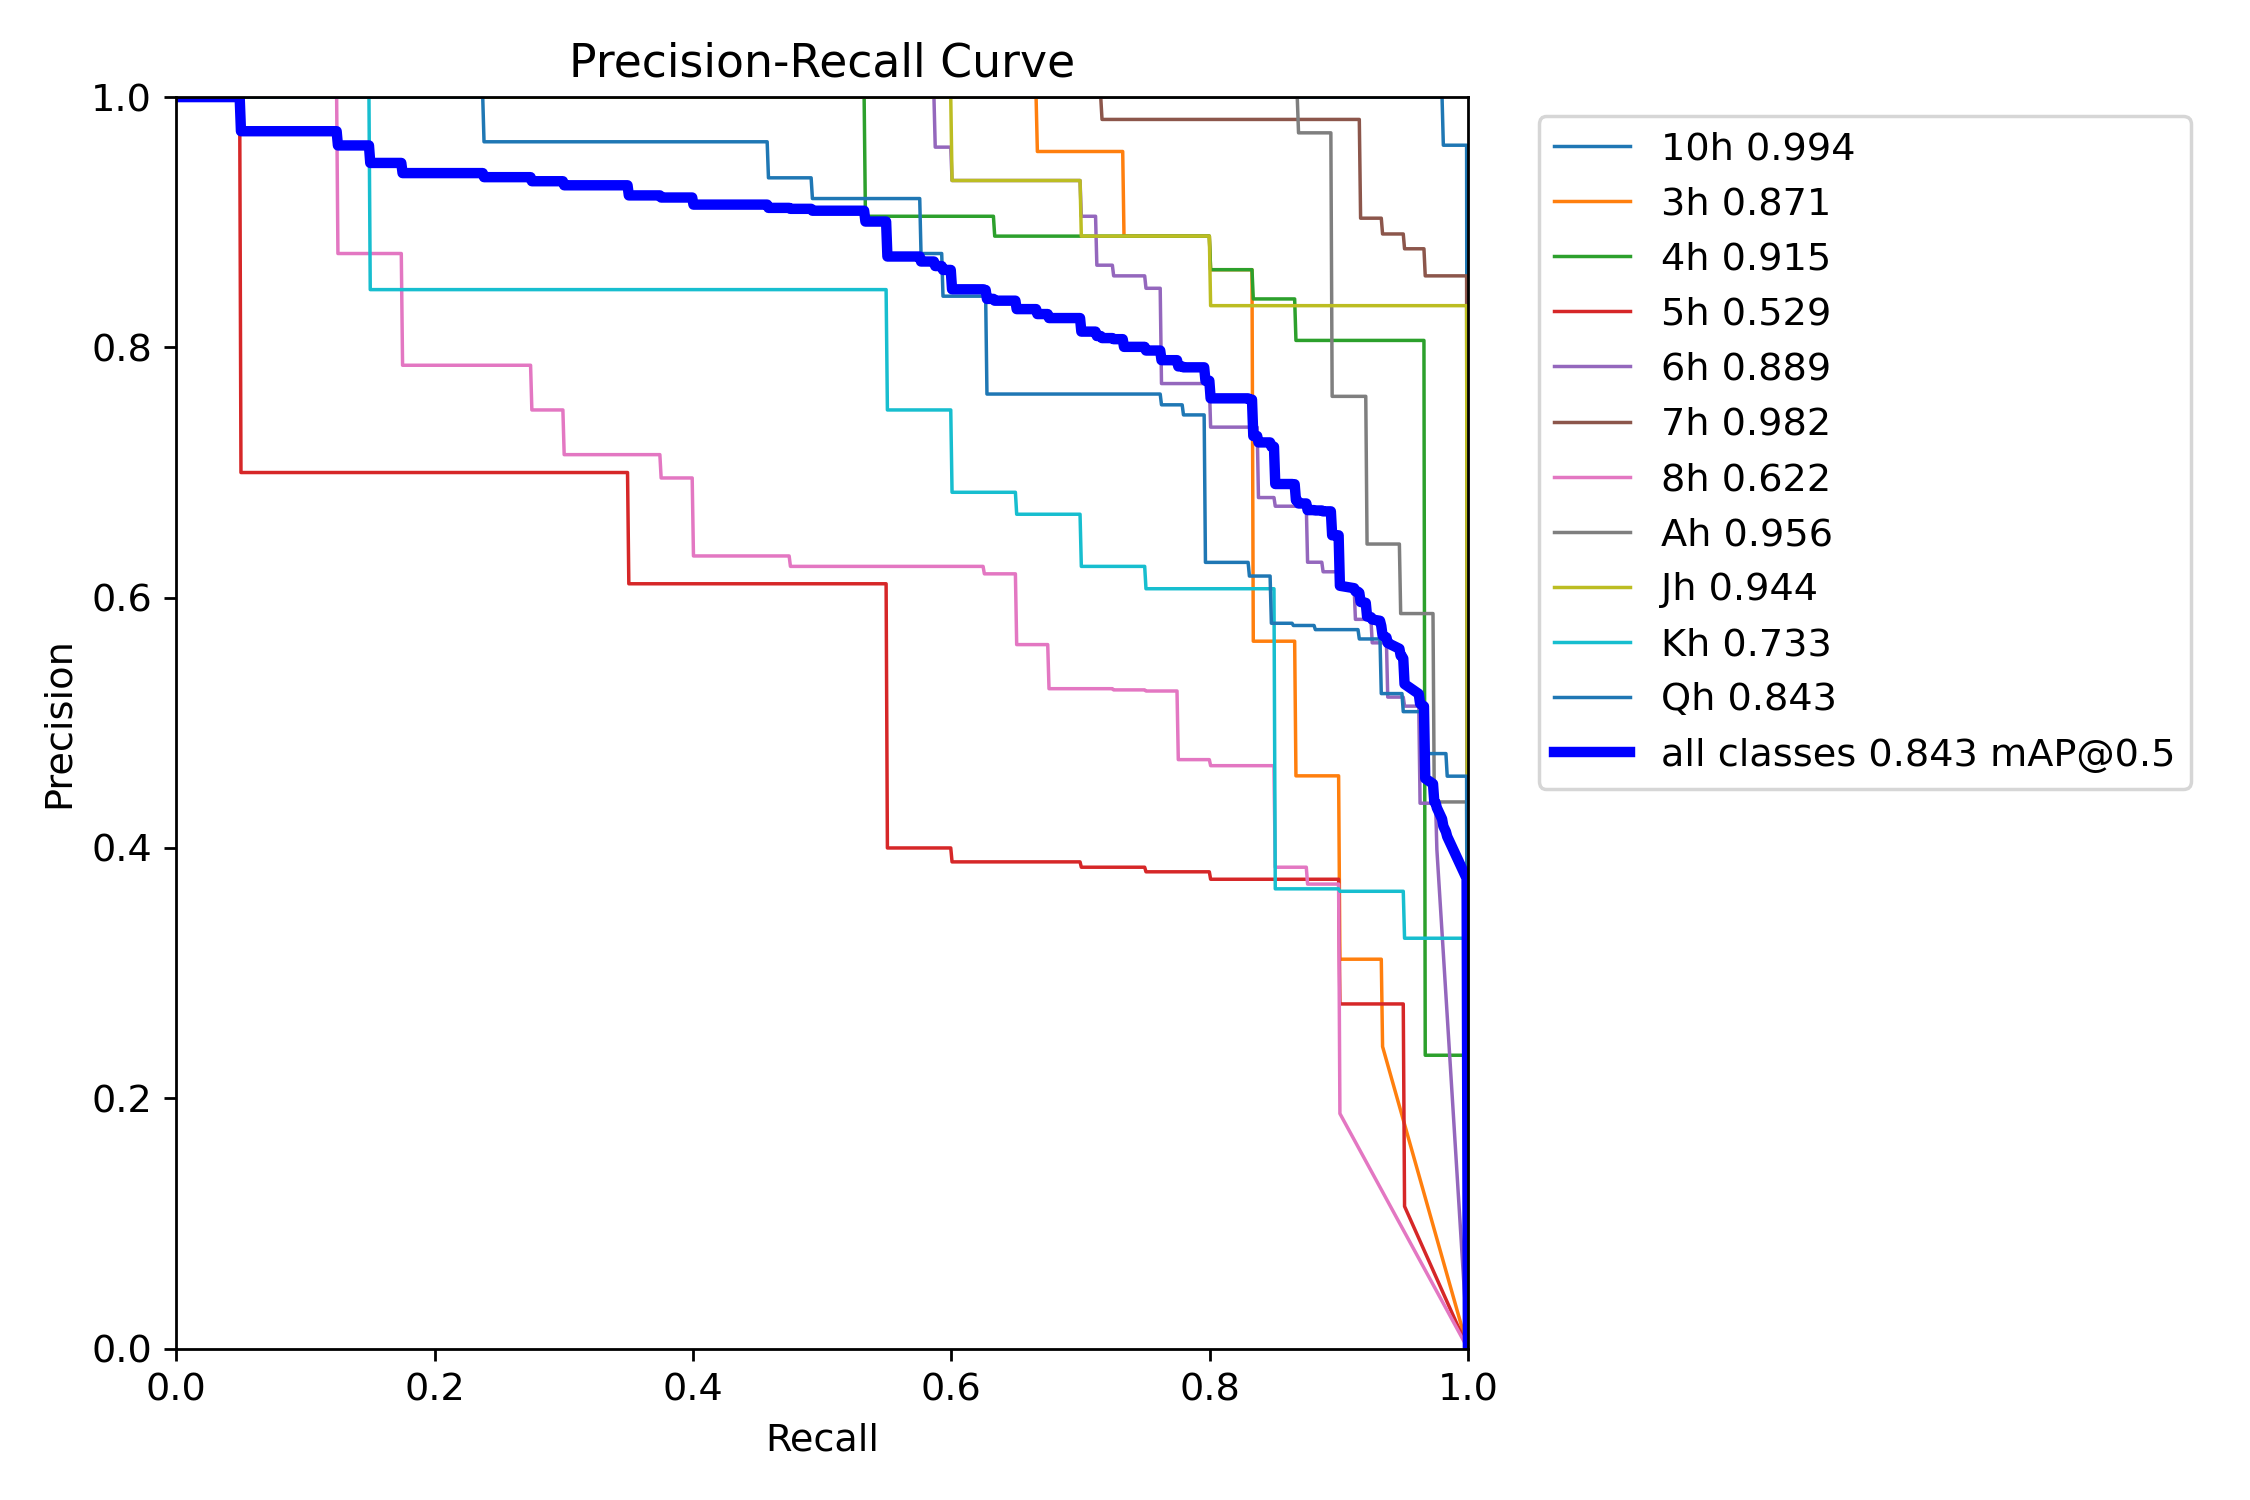 Precision-Recall Curve
1.0
0.8
0.6
0.4
0.2
0.0
Precision
0.0 0.2 0.4 0.6 0.8 1.0
Recall
10h 0.994
3h 0.871
4h 0.915
5h 0.529
6h 0.889
7h 0.982
8h 0.622
Ah 0.956
Jh 0.944
Kh 0.733
Qh 0.843
all classes 0.843 mAP@0.5